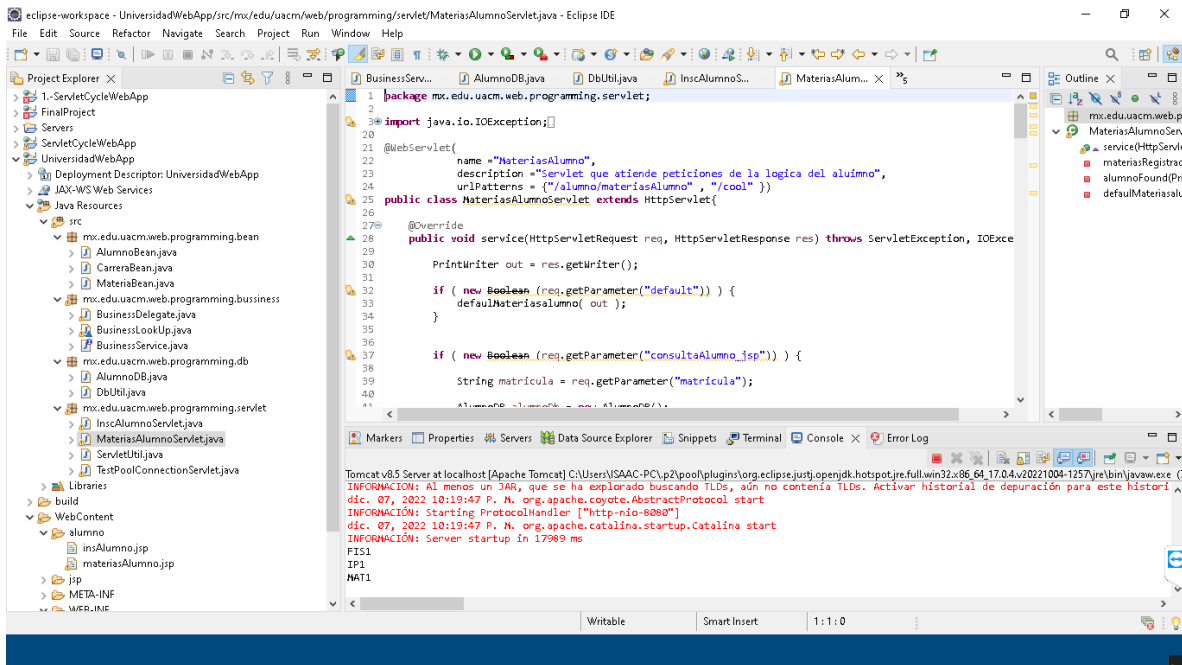 eclipse-workspace - UniversidadWebApp/src/mx/edu/uacm/web/programming/servlet/MateriasAlumnoServlet.java - Eclipse IDE
File Edit Source Refactor Navigate Search Project Run Window Help
Project Explorer
1.-ServletCycleWebApp
FinalProject
Servers
ServletCycleWebApp
UniversidadWebApp
Deployment Descriptor: UniversidadWebApp
JAX-WS Web Services
Java Resources
src
mx.edu.uacm.web.programming.bean
AlumnoBean.java
CarreraBean.java
MateriaBean.java
mx.edu.uacm.web.programming.bussiness
BusinessDelegate.java
BusinessLookUp.java
BusinessService.java
mx.edu.uacm.web.programming.db
AlumnoDB.java
DbUtil.java
mx.edu.uacm.web.programming.servlet
InscAlumnoServlet.java
MateriasAlumnoServlet.java
ServletUtil.java
TestPoolConnectionServlet.java
Libraries
build
WebContent
alumno
insAlumno.jsp
materiasAlumno.jsp
jsp
META-INF
WEB-INF
BusinessServ... AlumnoDB.java DbUtil.java InscAlumnoS... MateriasAlum... »5
1 package mx.edu.uacm.web.programming.servlet;
2
3 import java.io.IOException;
20
21 @WebServlet(
22 name ="MateriasAlumno",
23 description ="Servlet que atiende peticiones de la logica del aluimno",
24 urlPatterns = {"/alumno/materiasAlumno" , "/cool" })
25 public class MateriasAlumnoServlet extends HttpServlet{
26
27 @Override
28 public void service(HttpServletRequest req, HttpServletResponse res) throws ServletException, IOExce
29
30 PrintWriter out = res.getWriter();
31
32 if ( new Boolean (req.getParameter("default")) ) {
33 defaulMateriasalumno( out );
34 }
35
36
37 if ( new Boolean (req.getParameter("consultaAlumno_jsp")) ) {
38
39 String matricula = req.getParameter("matricula");
40
41 AlumnoDB alumnoDb = new AlumnoDB();
Outline
mx.edu.uacm.web.p
MateriasAlumnoServ
service(HttpServle
materiasRegistrad
alumnoFound(Pri
defaulMateriasalu
Markers Properties Servers Data Source Explorer Snippets Terminal Console Error Log
Tomcat v8.5 Server at localhost [Apache Tomcat] C:\Users\ISAAC-PC\.p2\pool\plugins\org.eclipse.justj.openjdk.hotspot.jre.full.win32.x86_64_17.0.4.v20221004-1257\jre\bin\javaw.exe (
INFORMACIÓN: Al menos un JAR, que se ha explorado buscando TLDs, aún no contenía TLDs. Activar historial de depuración para este histori
dic. 07, 2022 10:19:47 P. M. org.apache.coyote.AbstractProtocol start
INFORMACIÓN: Starting ProtocolHandler ["http-nio-8080"]
dic. 07, 2022 10:19:47 P. M. org.apache.catalina.startup.Catalina start
INFORMACIÓN: Server startup in 17989 ms
FIS1
IP1
MAT1
Writable Smart Insert 1:1:0